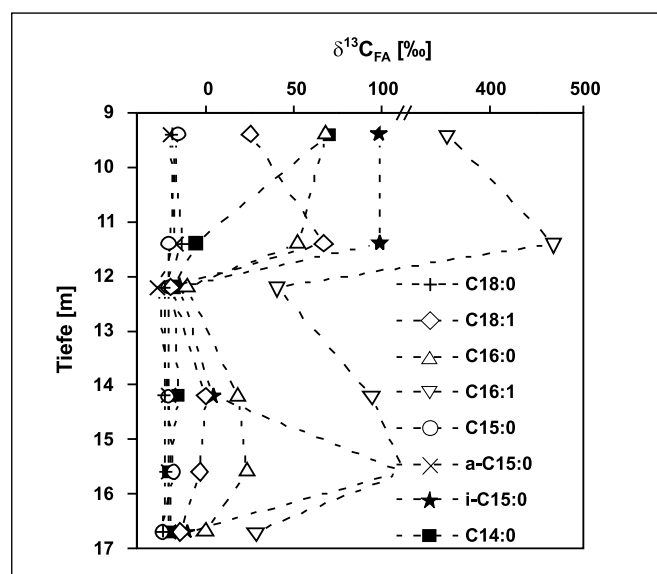 δ¹³C_FA [‰]
0 50 100 400 500
9
10
11
12
13
14
15
16
17
Tiefe [m]
C18:0
C18:1
C16:0
C16:1
C15:0
a-C15:0
i-C15:0
C14:0